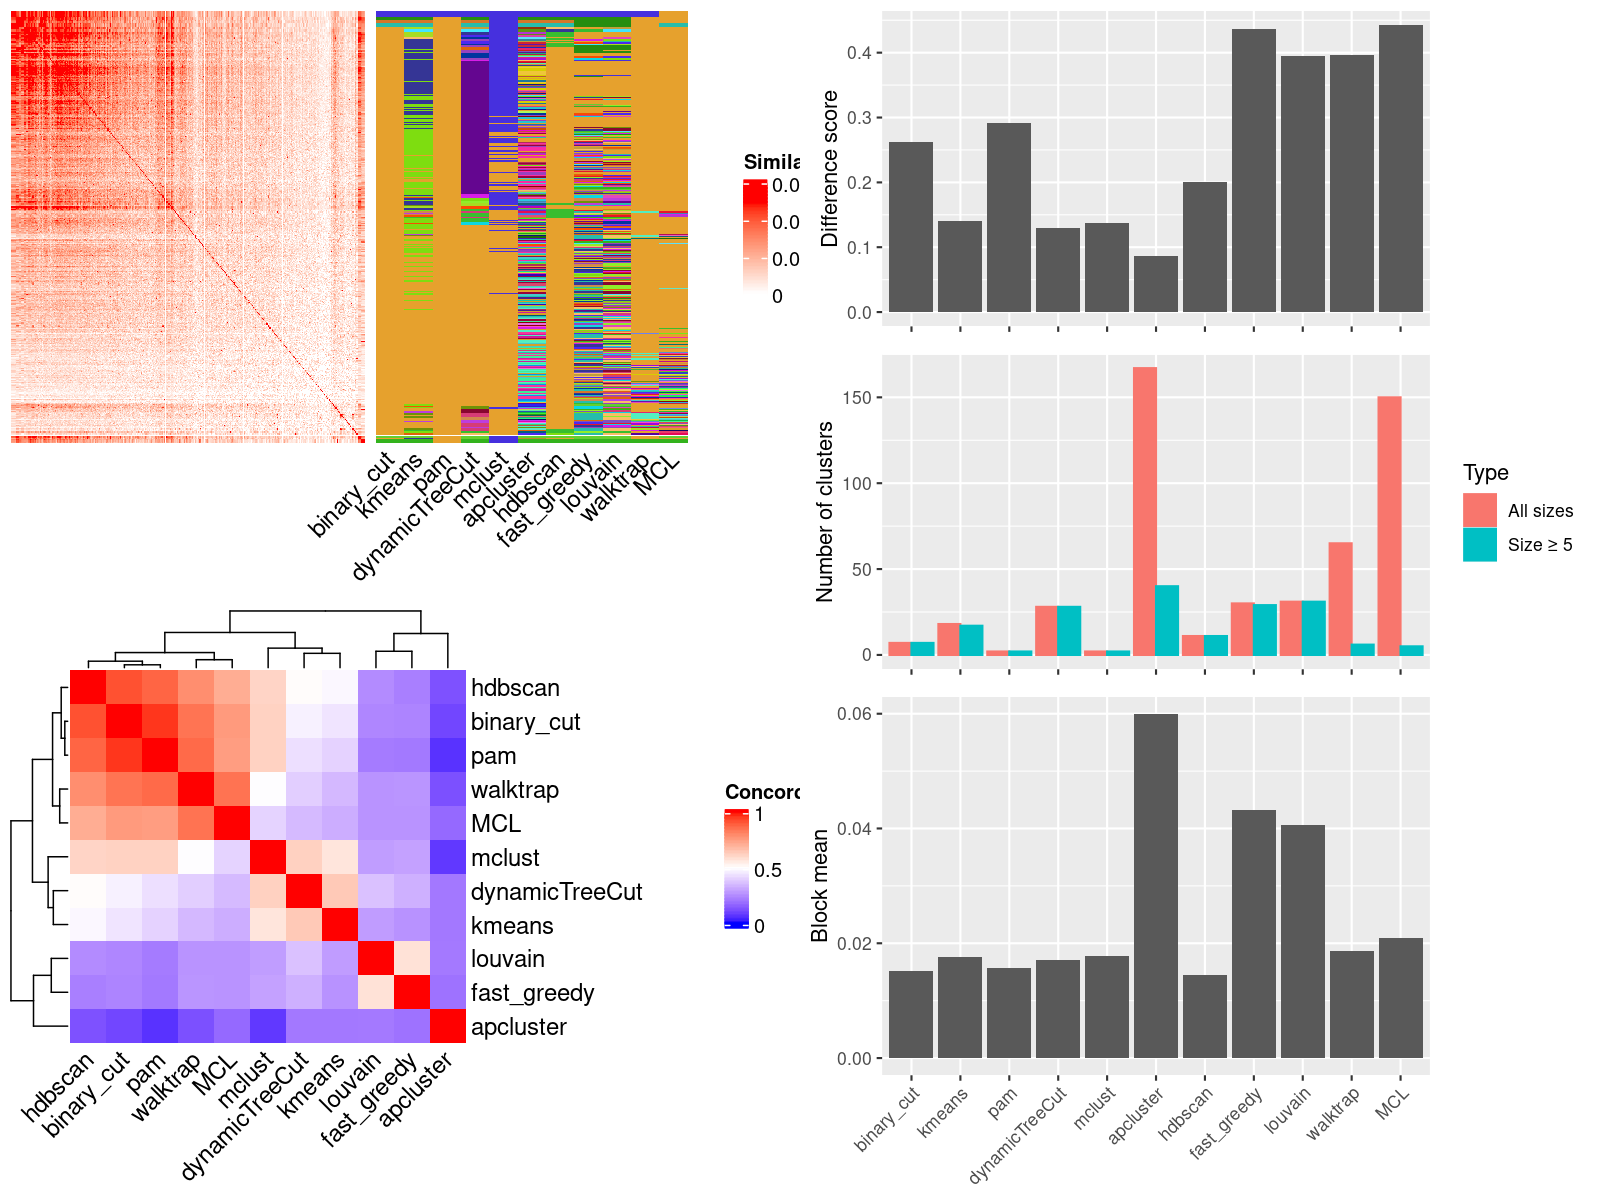 Simila
0.0
0.0
0.0
0
binary_cut
kmeans
pam
dynamicTreeCut
mclust
apcluster
hdbscan
fast_greedy
louvain
walktrap
MCL
hdbscan
binary_cut
pam
walktrap
MCL
mclust
dynamicTreeCut
kmeans
louvain
fast_greedy
apcluster
hdbscan
binary_cut
pam
walktrap
MCL
mclust
dynamicTreeCut
kmeans
louvain
fast_greedy
apcluster
Concorc
1
0.5
0
Difference score
0.4
0.3
0.2
0.1
0.0
Number of clusters
150
100
50
0
Type
All sizes
Size ≥ 5
Block mean
0.06
0.04
0.02
0.00
binary_cut
kmeans
pam
dynamicTreeCut
mclust
apcluster
hdbscan
fast_greedy
louvain
walktrap
MCL